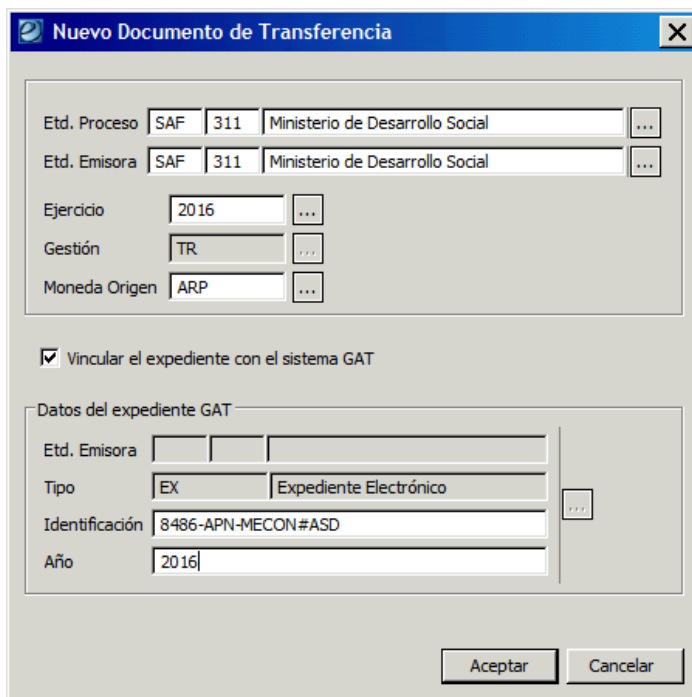 Nuevo Documento de Transferencia
Etd. Proceso SAF 311 Ministerio de Desarrollo Social ...
Etd. Emisora SAF 311 Ministerio de Desarrollo Social ...
Ejercicio 2016 ...
Gestión TR ...
Moneda Origen ARP ...
Vincular el expediente con el sistema GAT
Datos del expediente GAT
Etd. Emisora
Tipo EX Expediente Electrónico
...
Identificación 8486-APN-MECON#ASD
Año 2016
Aceptar Cancelar